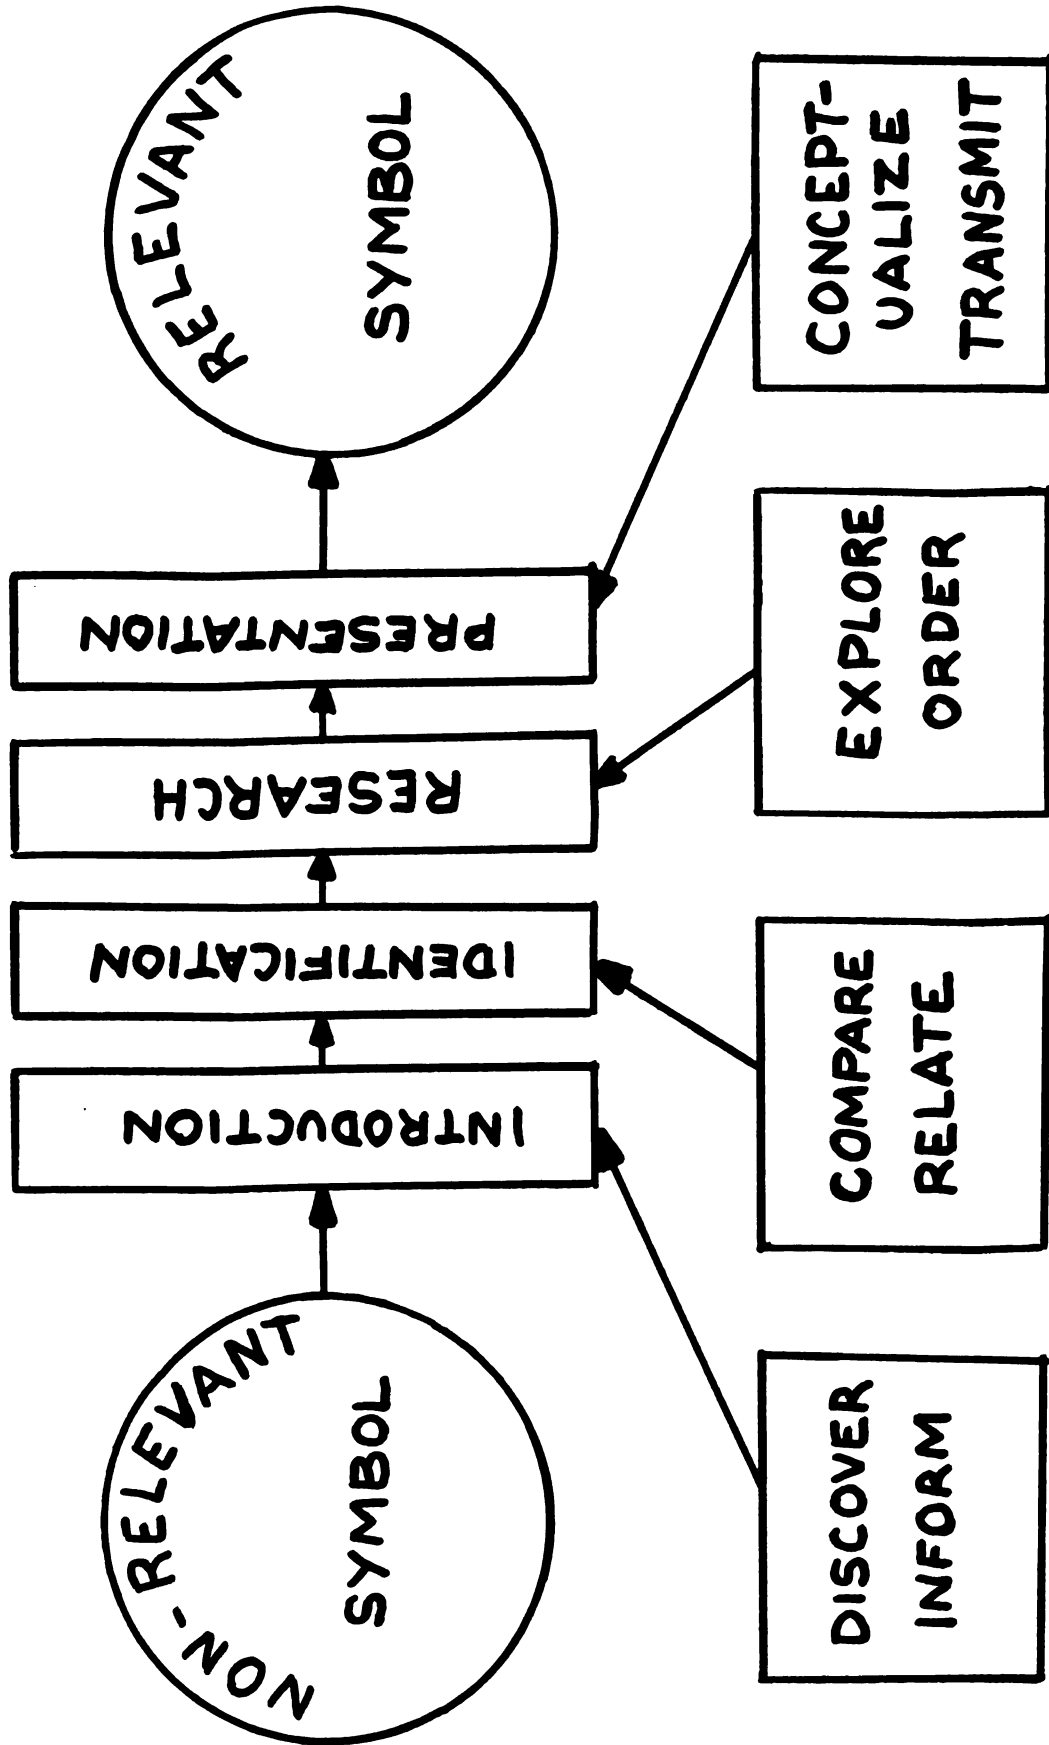 NON-RELEVANT
SYMBOL
INTRODUCTION
IDENTIFICATION
RESEARCH
PRESENTATION
RELEVANT
SYMBOL
DISCOVER
INFORM
COMPARE
RELATE
EXPLORE
ORDER
CONCEPT-
UALIZE
TRANSMIT